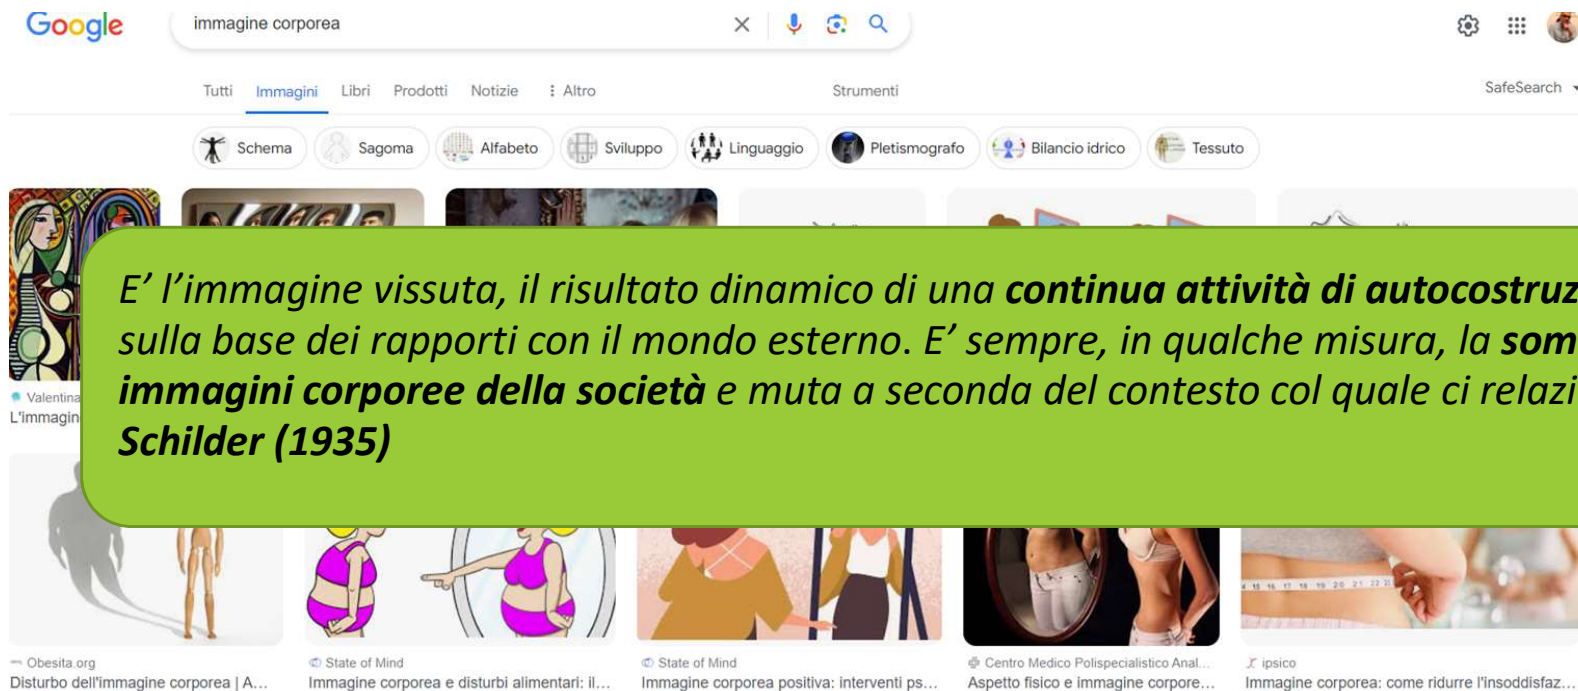 Google
immagine corporea
Tutti Immagini Libri Prodotti Notizie Altro Strumenti SafeSearch
Schema Sagoma Alfabeto Sviluppo Linguaggio Pletismografo Bilancio idrico Tessuto
E’ l’immagine vissuta, il risultato dinamico di una continua attività di autocostruz
sulla base dei rapporti con il mondo esterno. E’ sempre, in qualche misura, la som
immagini corporee della società e muta a seconda del contesto col quale ci relazi
Schilder (1935)
Valentina
L'immagin
Obesita.org
Disturbo dell'immagine corporea | A...
State of Mind
Immagine corporea e disturbi alimentari: il...
State of Mind
Immagine corporea positiva: interventi ps...
Centro Medico Polispecialistico Anal...
Aspetto fisico e immagine corpore...
ipsico
Immagine corporea: come ridurre l'insoddisfaz...